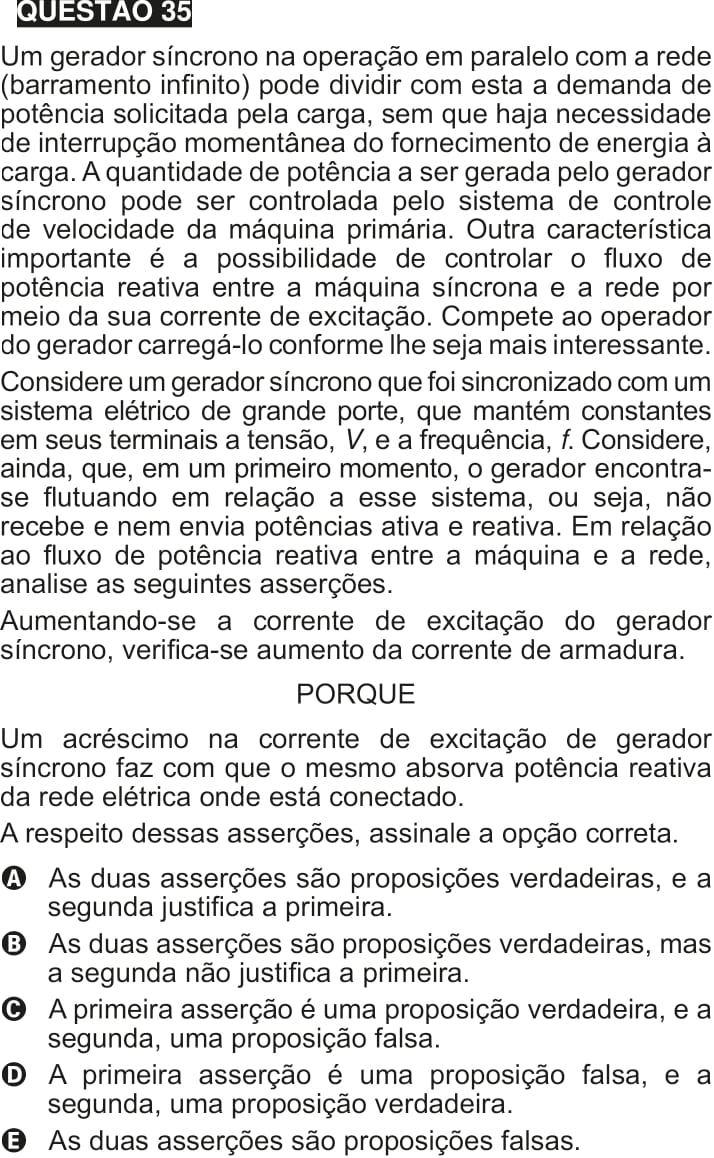 QUESTÃO 35
Um gerador síncrono na operação em paralelo com a rede
(barramento infinito) pode dividir com esta a demanda de
potência solicitada pela carga, sem que haja necessidade
de interrupção momentânea do fornecimento de energia à
carga. A quantidade de potência a ser gerada pelo gerador
síncrono pode ser controlada pelo sistema de controle
de velocidade da máquina primária. Outra característica
importante é a possibilidade de controlar o fluxo de
potência reativa entre a máquina síncrona e a rede por
meio da sua corrente de excitação. Compete ao operador
do gerador carregá-lo conforme lhe seja mais interessante.
Considere um gerador síncrono que foi sincronizado com um
sistema elétrico de grande porte, que mantém constantes
em seus terminais a tensão, V, e a frequência, f. Considere,
ainda, que, em um primeiro momento, o gerador encontra-
se flutuando em relação a esse sistema, ou seja, não
recebe e nem envia potências ativa e reativa. Em relação
ao fluxo de potência reativa entre a máquina e a rede,
analise as seguintes asserções.
Aumentando-se a corrente de excitação do gerador
síncrono, verifica-se aumento da corrente de armadura.
PORQUE
Um acréscimo na corrente de excitação de gerador
síncrono faz com que o mesmo absorva potência reativa
da rede elétrica onde está conectado.
A respeito dessas asserções, assinale a opção correta.
A As duas asserções são proposições verdadeiras, e a
segunda justifica a primeira.
B As duas asserções são proposições verdadeiras, mas
a segunda não justifica a primeira.
C A primeira asserção é uma proposição verdadeira, e a
segunda, uma proposição falsa.
D A primeira asserção é uma proposição falsa, e a
segunda, uma proposição verdadeira.
E As duas asserções são proposições falsas.